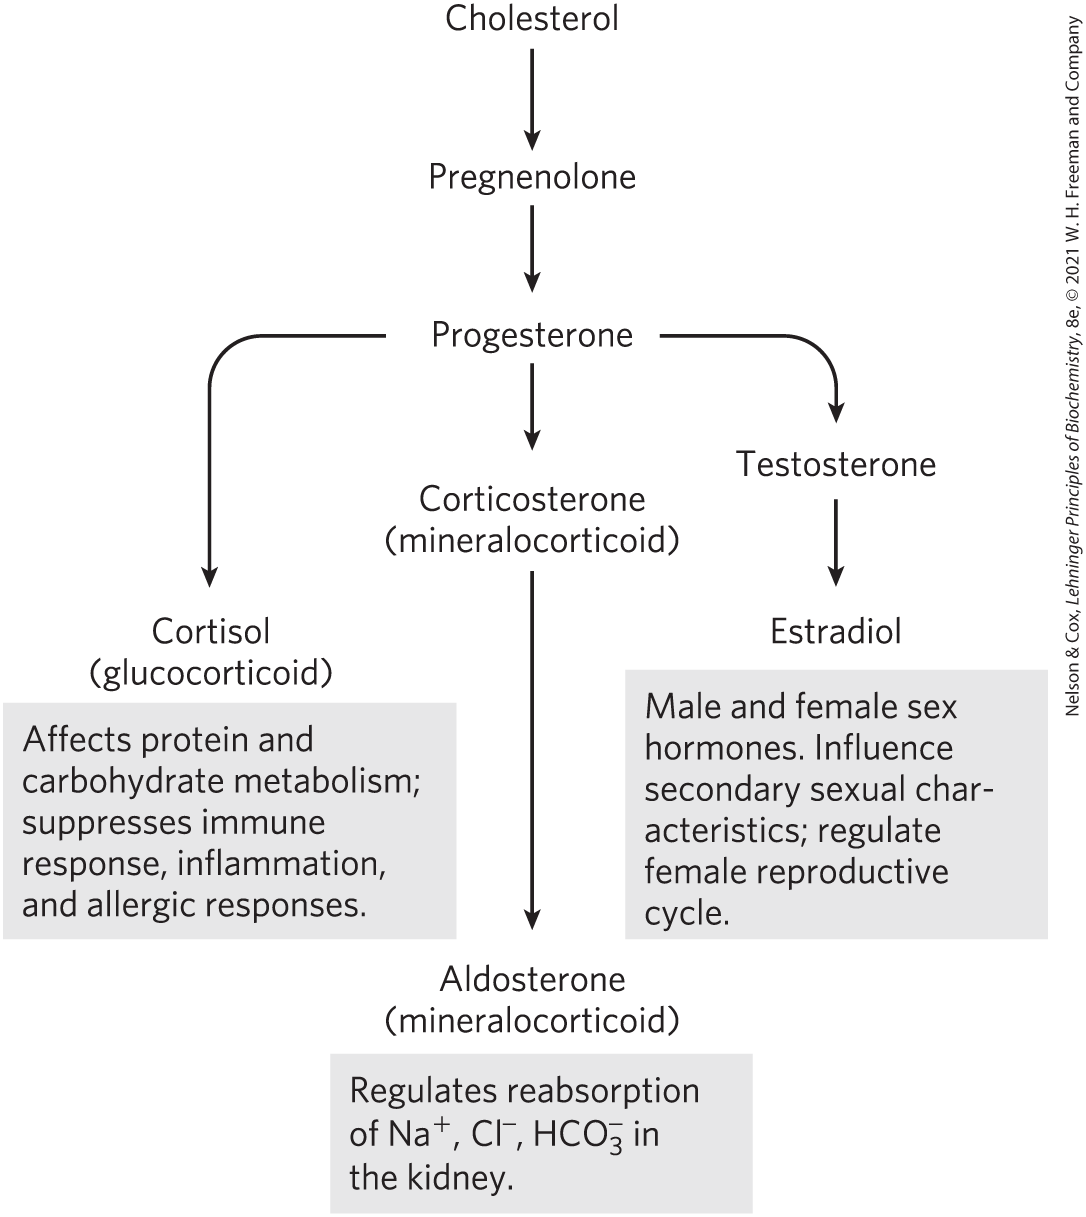 Cholesterol
Pregnenolone
Progesterone
Testosterone
Corticosterone
(mineralocorticoid)
Cortisol
(glucocorticoid)
Affects protein and
carbohydrate metabolism;
suppresses immune
response, inflammation,
and allergic responses.
Estradiol
Male and female sex
hormones. Influence
secondary sexual char-
acteristics; regulate
female reproductive
cycle.
Aldosterone
(mineralocorticoid)
Regulates reabsorption
of Na⁺, Cl⁻, HCO₃⁻ in
the kidney.
Nelson & Cox, Lehninger Principles of Biochemistry, 8e, © 2021 W. H. Freeman and Company